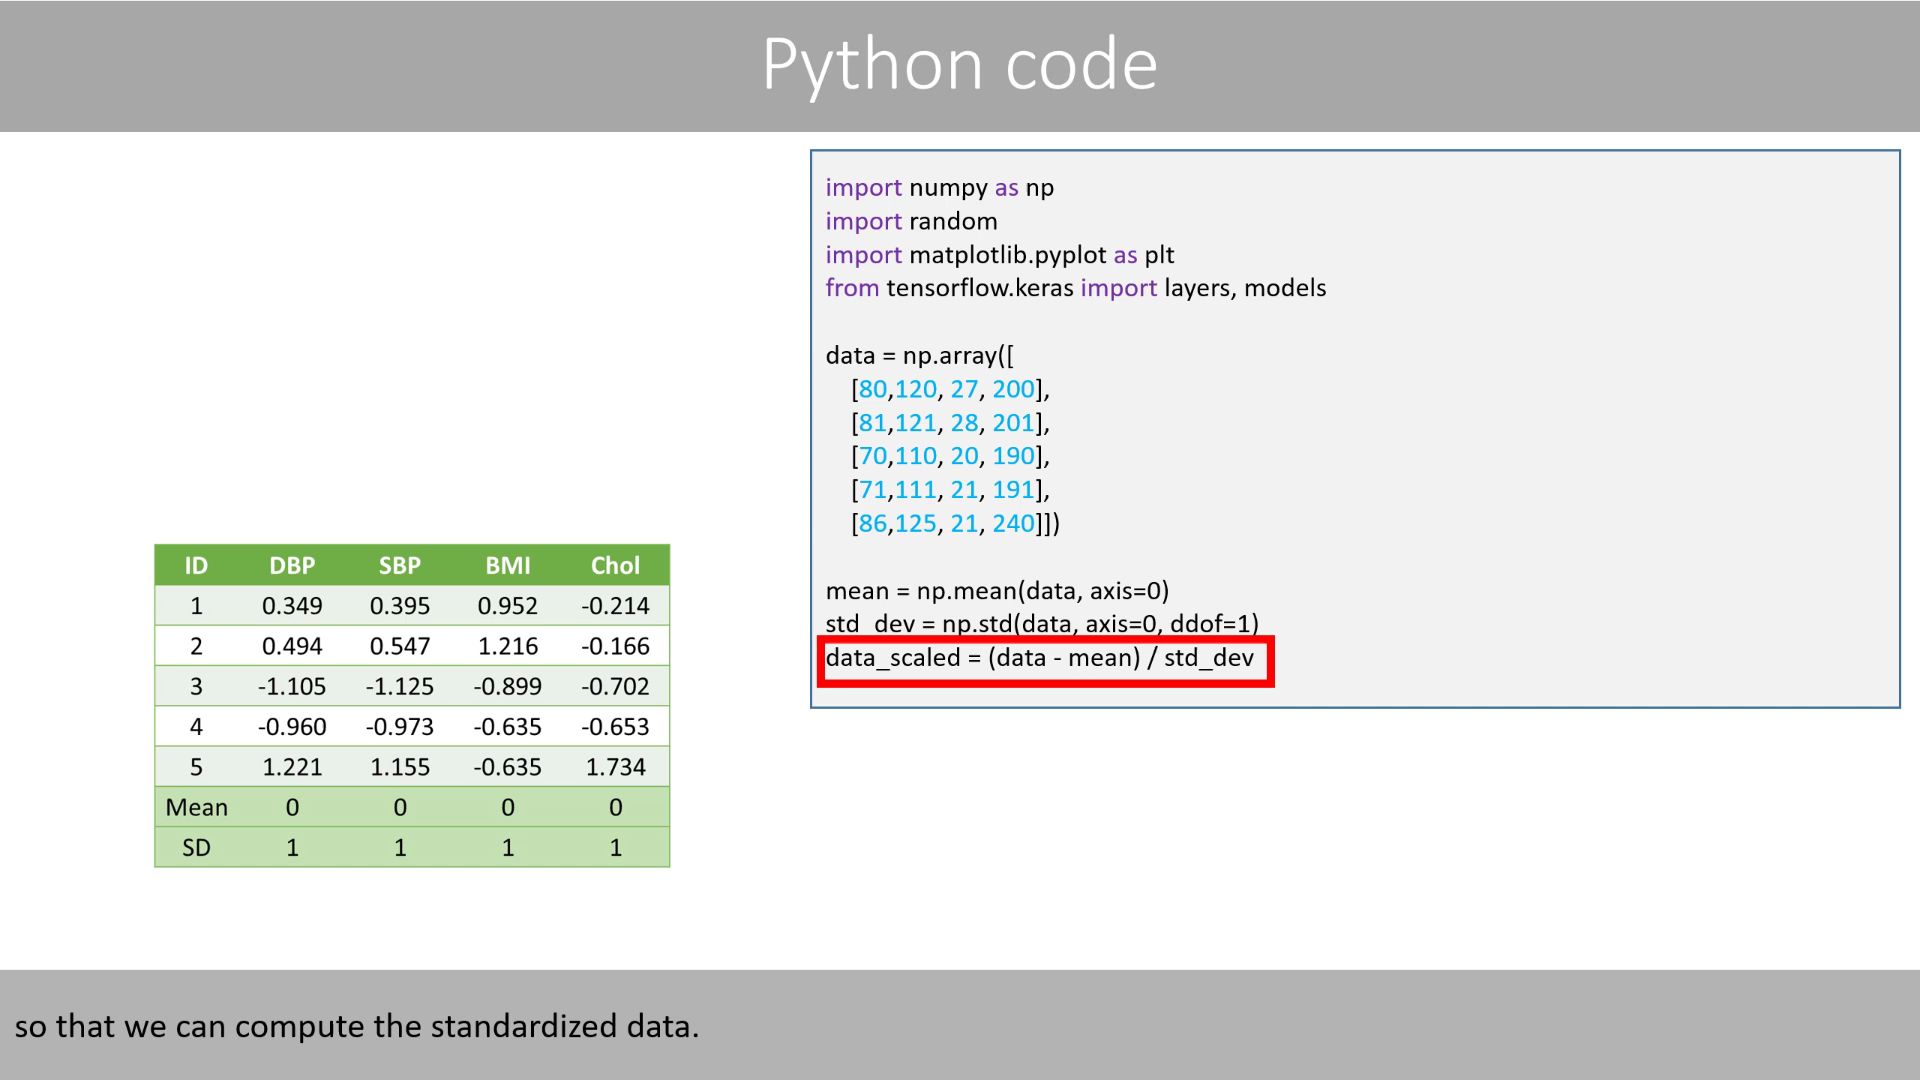 Python code
import numpy as np
import random
import matplotlib.pyplot as plt
from tensorflow.keras import layers, models
data = np.array([
[80,120, 27, 200],
[81,121, 28, 201],
[70,110, 20, 190],
[71,111, 21, 191],
[86,125, 21, 240]])
mean = np.mean(data, axis=0)
std_dev = np.std(data, axis=0, ddof=1)
data_scaled = (data - mean) / std_dev
ID DBP SBP BMI Chol
1 0.349 0.395 0.952 -0.214
2 0.494 0.547 1.216 -0.166
3 -1.105 -1.125 -0.899 -0.702
4 -0.960 -0.973 -0.635 -0.653
5 1.221 1.155 -0.635 1.734
Mean 0 0 0 0
SD 1 1 1 1
so that we can compute the standardized data.